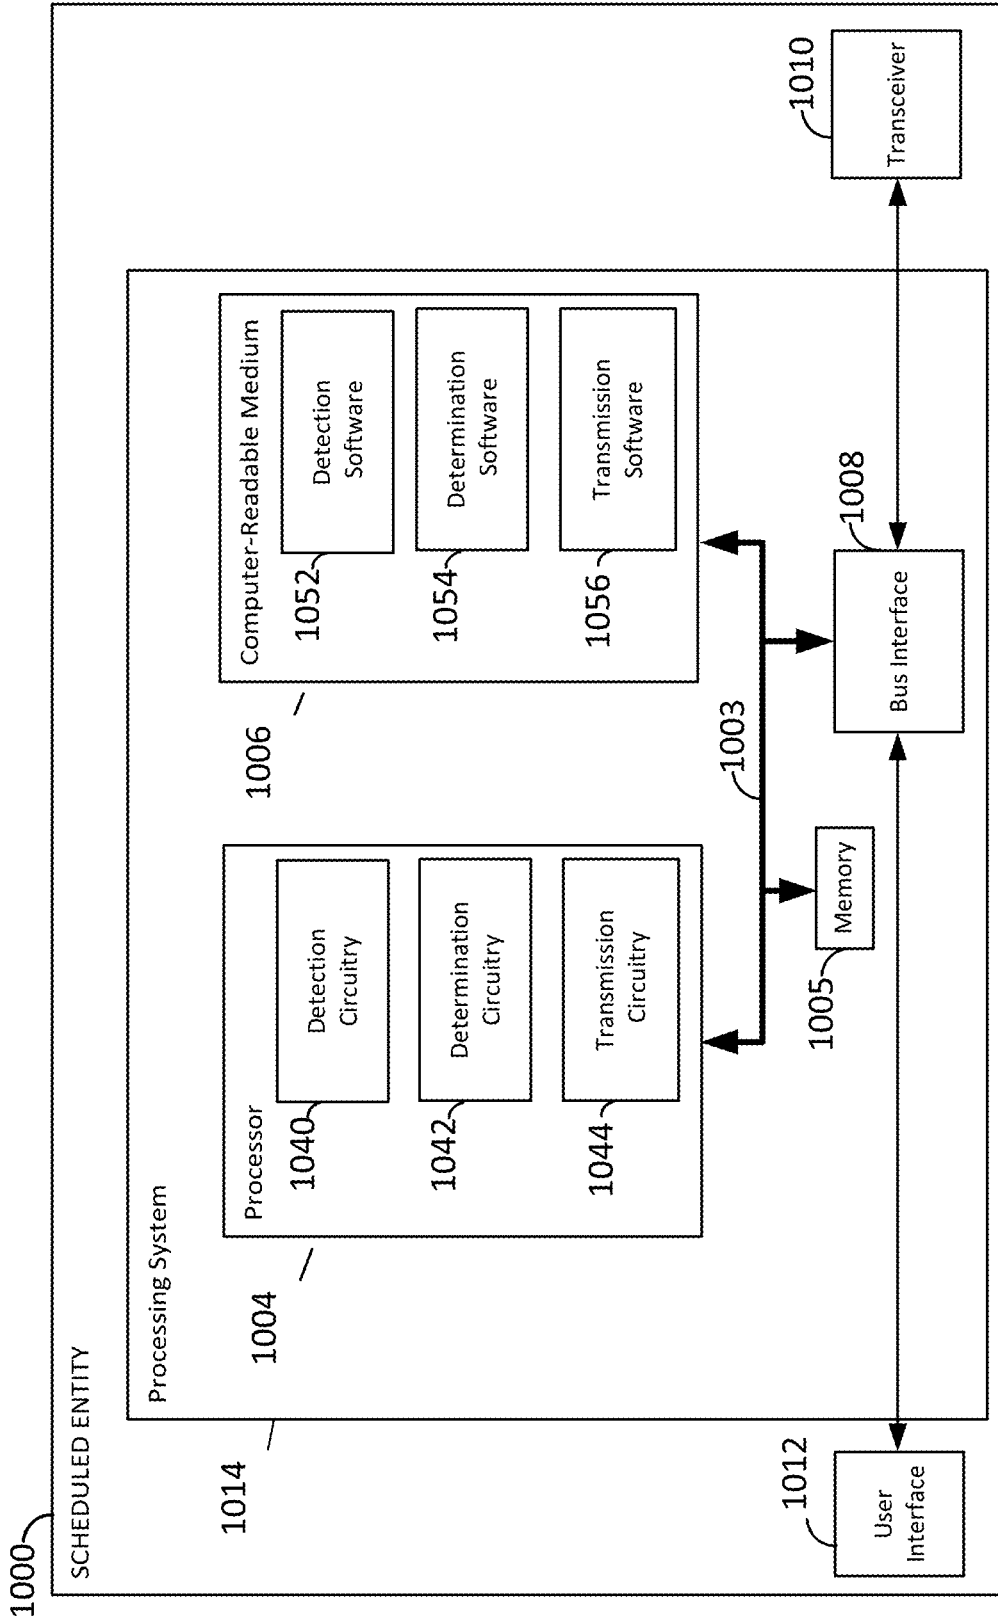 1000
SCHEDULED ENTITY
1014
Processing System
1004
Processor
1040
Detection
Circuitry
1042
Determination
Circuitry
1044
Transmission
Circuitry
1006
Computer-Readable Medium
1052
Detection
Software
1054
Determination
Software
1056
Transmission
Software
1003
1005
Memory
1008
Bus Interface
1012
User
Interface
1010
Transceiver